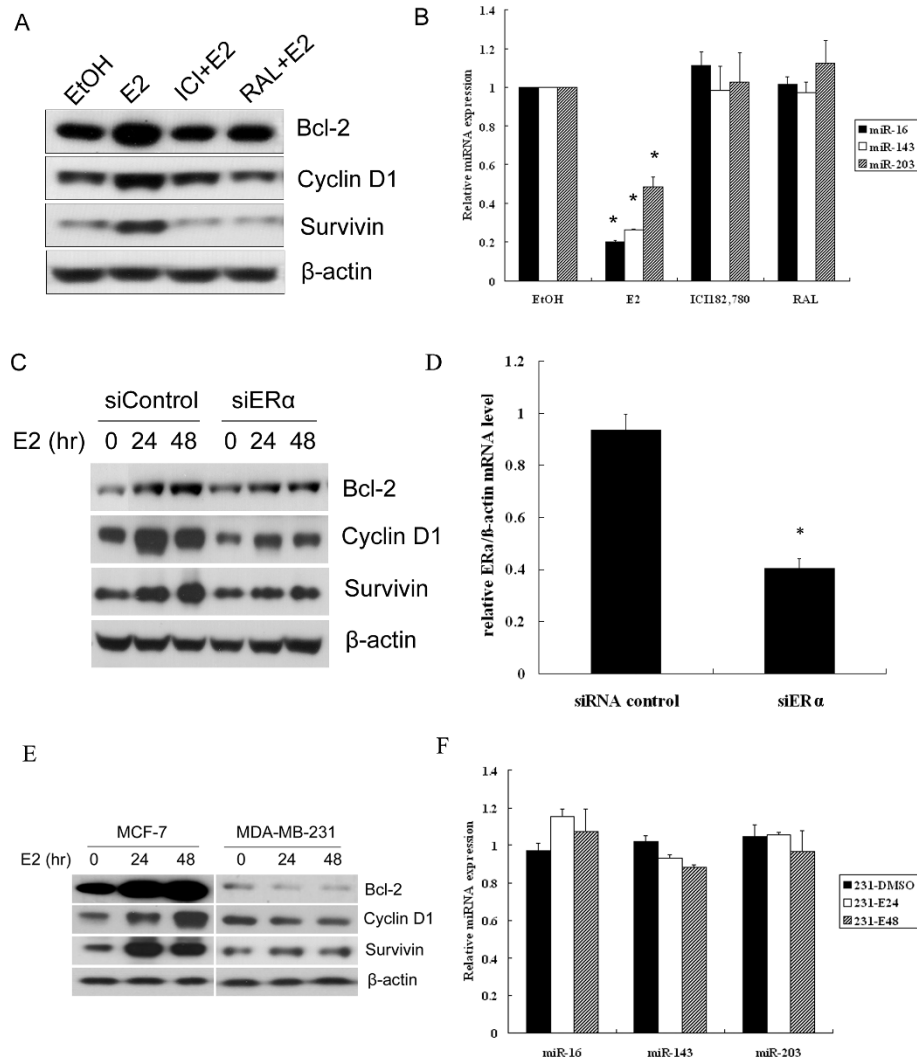 A
EtOH E2 ICI+E2 RAL+E2
Bcl-2
Cyclin D1
Survivin
β-actin
B
Relative miRNA expression
1.4
1.2
1
0.8
0.6
0.4
0.2
0
* * *
EtOH E2 ICI182,780 RAL
miR-16
miR-143
miR-203
C
siControl siERα
E2 (hr) 0 24 48 0 24 48
Bcl-2
Cyclin D1
Survivin
β-actin
D
relative ERa/ß-actin mRNA level
1.2
1
0.8
0.6
0.4
0.2
0
*
siRNA control siERα
E
MCF-7 MDA-MB-231
E2 (hr) 0 24 48 0 24 48
Bcl-2
Cyclin D1
Survivin
β-actin
F
Relative miRNA expression
1.4
1.2
1
0.8
0.6
0.4
0.2
0
miR-16 miR-143 miR-203
231-DMSO
231-E24
231-E48